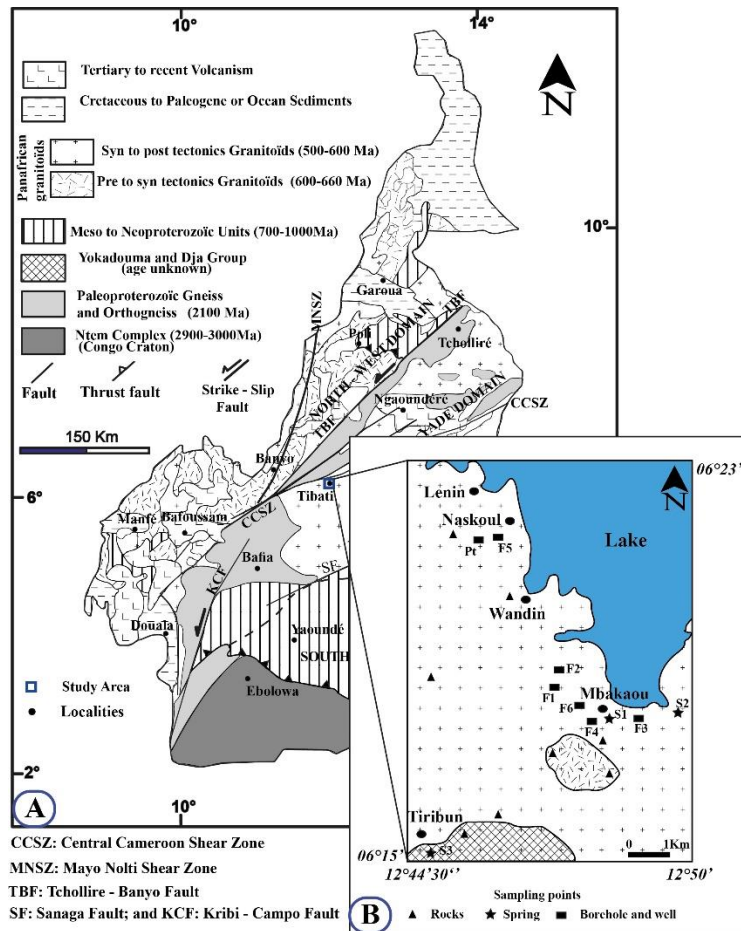 10°
14°
N
Tertiary to recent Volcanism
Cretaceous to Paleogene or Ocean Sediments
Panafrican granitoïds
Syn to post tectonics Granitoïds (500-600 Ma)
Pre to syn tectonics Granitoïds (600-660 Ma)
Meso to Neoproterozoïc Units (700-1000Ma)
Yokadouma and Dja Group
(age unknown)
Paleoproterozoïc Gneiss
and Orthogneiss (2100 Ma)
Ntem Complex (2900-3000Ma)
(Congo Craton)
Fault
Thrust fault
Strike - Slip
Fault
150 Km
10°
6°
2°
10°
MNSZ
Garoua
TBF
Poli
Tcholliré
NORTH - WEST DOMAIN
TBF
Ngaoundéré
YADE DOMAIN
CCSZ
Banyo
Tibati
CCSZ
Manfé
Bafoussam
Bafia
SF
KCF
Douala
Yaoundé
SOUTH
Ebolowa
Study Area
Localities
A
CCSZ: Central Cameroon Shear Zone
MNSZ: Mayo Nolti Shear Zone
TBF: Tchollire - Banyo Fault
SF: Sanaga Fault; and KCF: Kribi - Campo Fault
06°23'
N
Lenin
Naskoul
Lake
Pt
F5
Wandin
F2
F1
Mbakaou
F6
S1
S2
F4
F3
Tiribun
S3
0 1Km
06°15'
12°44'30''
12°50'
Sampling points
B
Rocks
Spring
Borehole and well